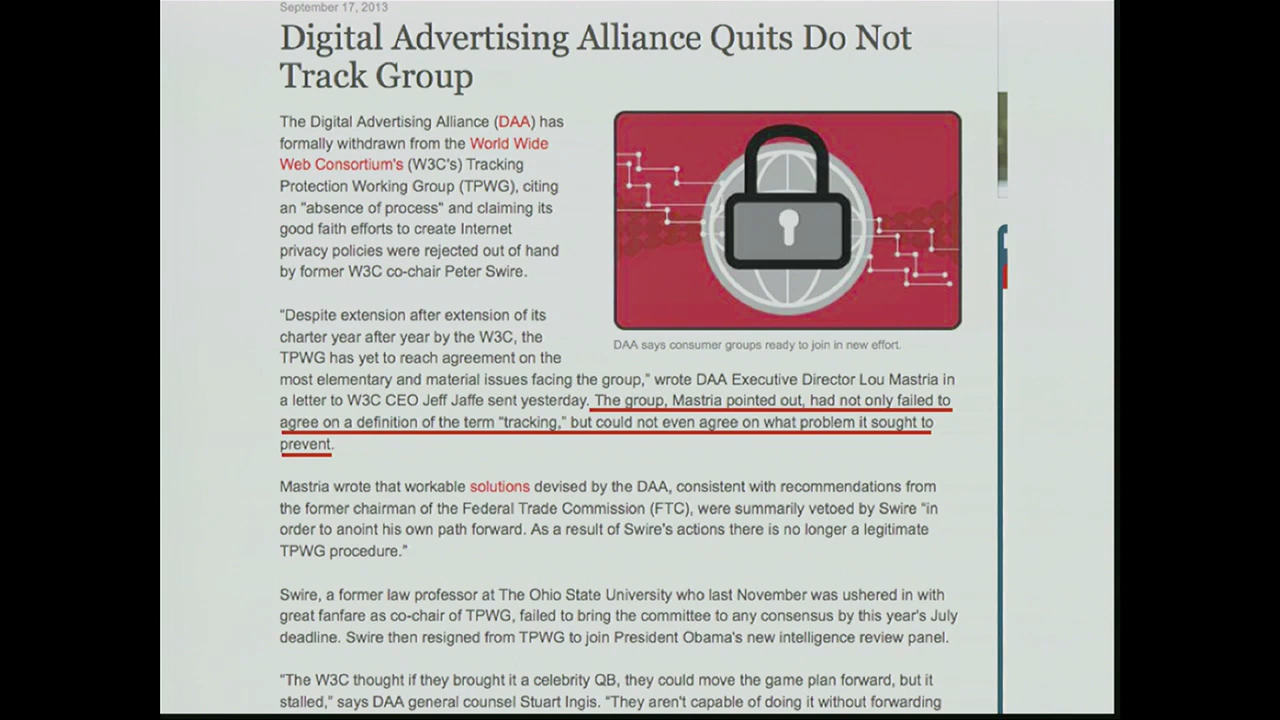 September 17, 2013
Digital Advertising Alliance Quits Do Not
Track Group
The Digital Advertising Alliance (DAA) has
formally withdrawn from the World Wide
Web Consortium's (W3C's) Tracking
Protection Working Group (TPWG), citing
an "absence of process" and claiming its
good faith efforts to create Internet
privacy policies were rejected out of hand
by former W3C co-chair Peter Swire.
DAA says consumer groups ready to join in new effort.
"Despite extension after extension of its
charter year after year by the W3C, the
TPWG has yet to reach agreement on the
most elementary and material issues facing the group," wrote DAA Executive Director Lou Mastria in
a letter to W3C CEO Jeff Jaffe sent yesterday. The group, Mastria pointed out, had not only failed to
agree on a definition of the term "tracking," but could not even agree on what problem it sought to
prevent.
Mastria wrote that workable solutions devised by the DAA, consistent with recommendations from
the former chairman of the Federal Trade Commission (FTC), were summarily vetoed by Swire "in
order to anoint his own path forward. As a result of Swire's actions there is no longer a legitimate
TPWG procedure."
Swire, a former law professor at The Ohio State University who last November was ushered in with
great fanfare as co-chair of TPWG, failed to bring the committee to any consensus by this year's July
deadline. Swire then resigned from TPWG to join President Obama's new intelligence review panel.
"The W3C thought if they brought it a celebrity QB, they could move the game plan forward, but it
stalled," says DAA general counsel Stuart Ingis. "They aren't capable of doing it without forwarding